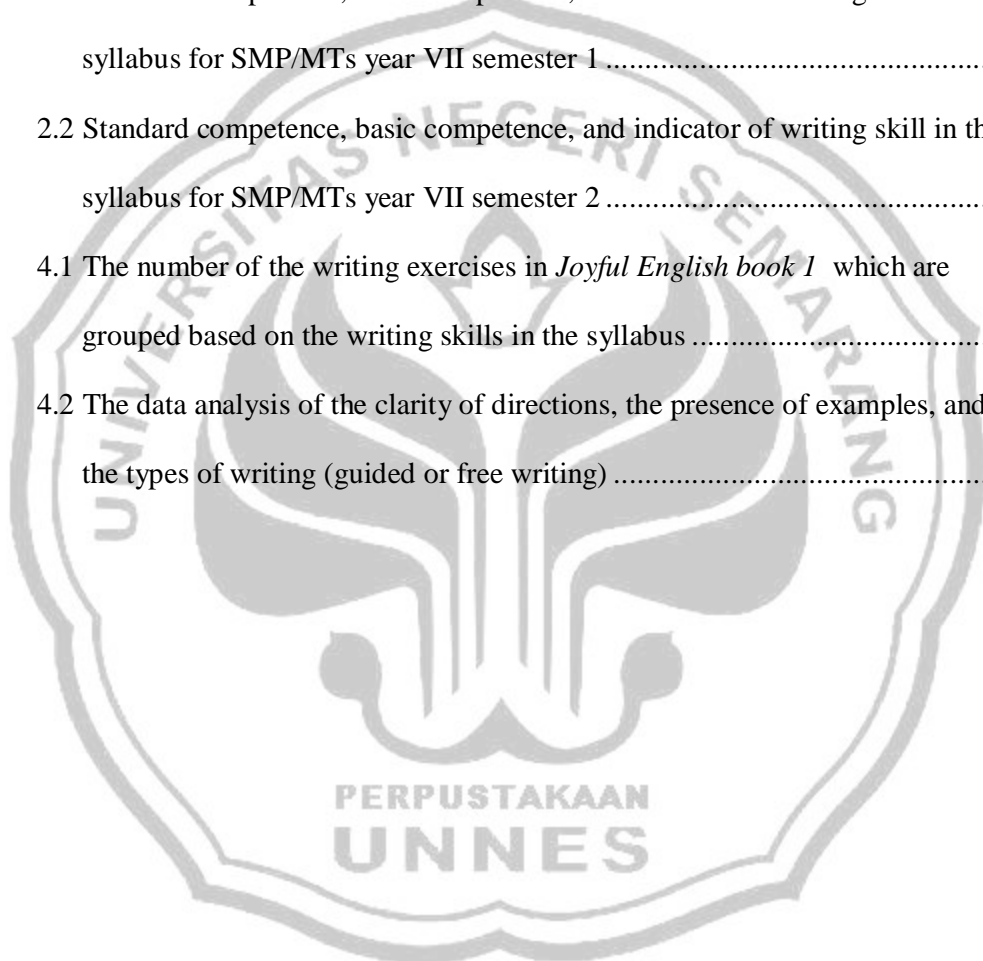 syllabus for SMP/MTs year VII semester 1 ........................................
2.2 Standard competence, basic competence, and indicator of writing skill in
syllabus for SMP/MTs year VII semester 2 ........................................
4.1 The number of the writing exercises in Joyful English book 1 which are
grouped based on the writing skills in the syllabus ..............................
4.2 The data analysis of the clarity of directions, the presence of examples, and
the types of writing (guided or free writing) ........................................
UNIVERSITAS NEGERI SEMARANG
PERPUSTAKAAN
UNNES